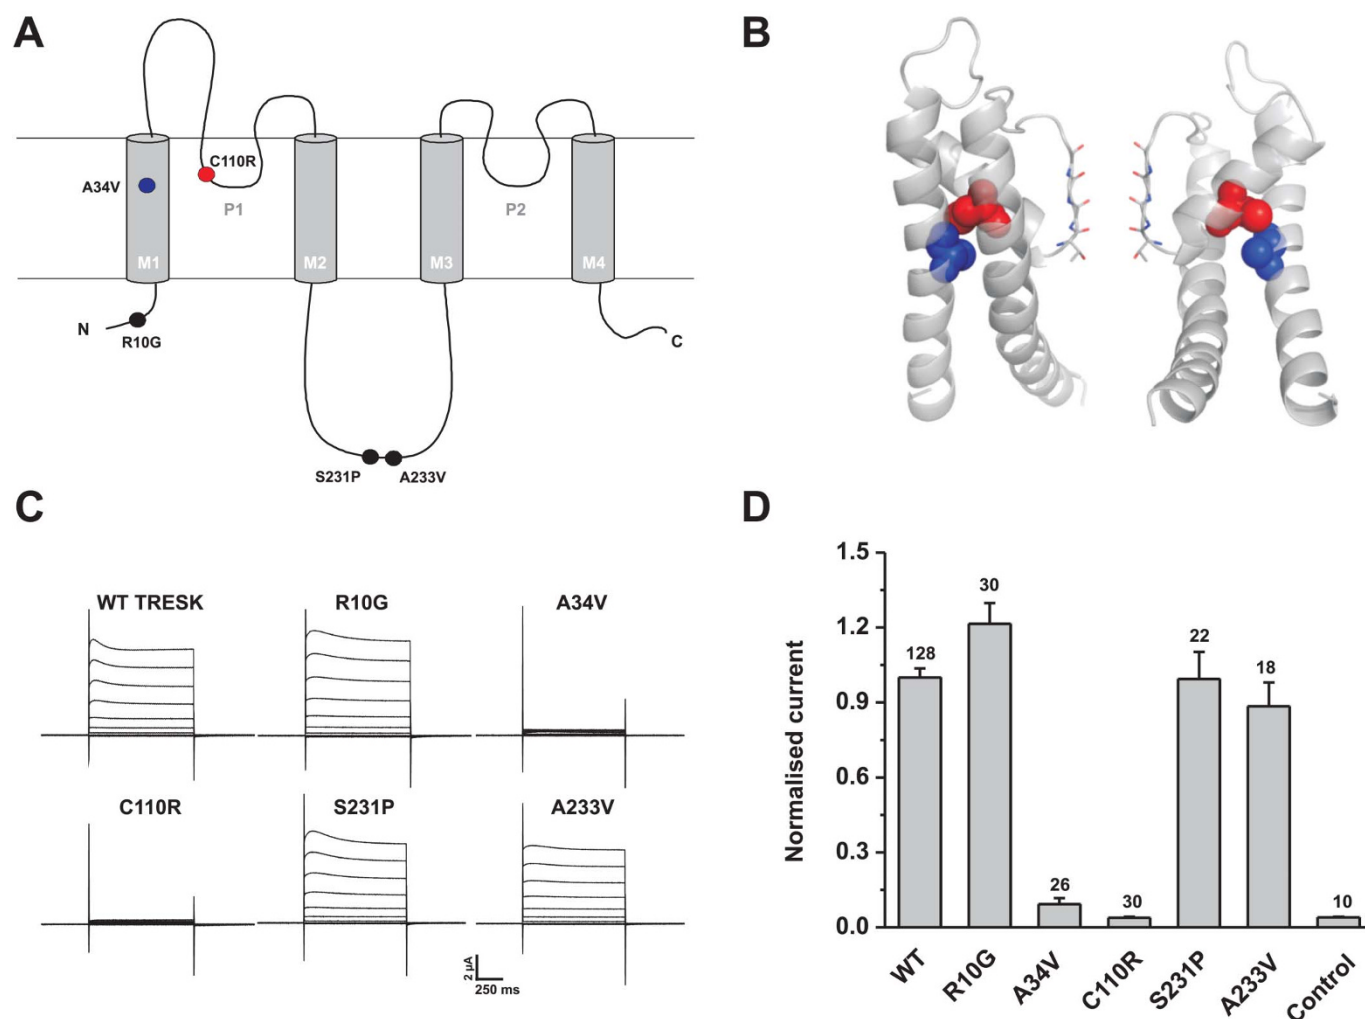 A
B
C110R
A34V
P1
P2
M1
M2
M3
M4
N
R10G
C
S231P
A233V
C
D
WT TRESK
R10G
A34V
C110R
S231P
A233V
2 µA
250 ms
Normalised current
1.5
1.2
0.9
0.6
0.3
0.0
128
30
26
30
22
18
10
WT
R10G
A34V
C110R
S231P
A233V
Control